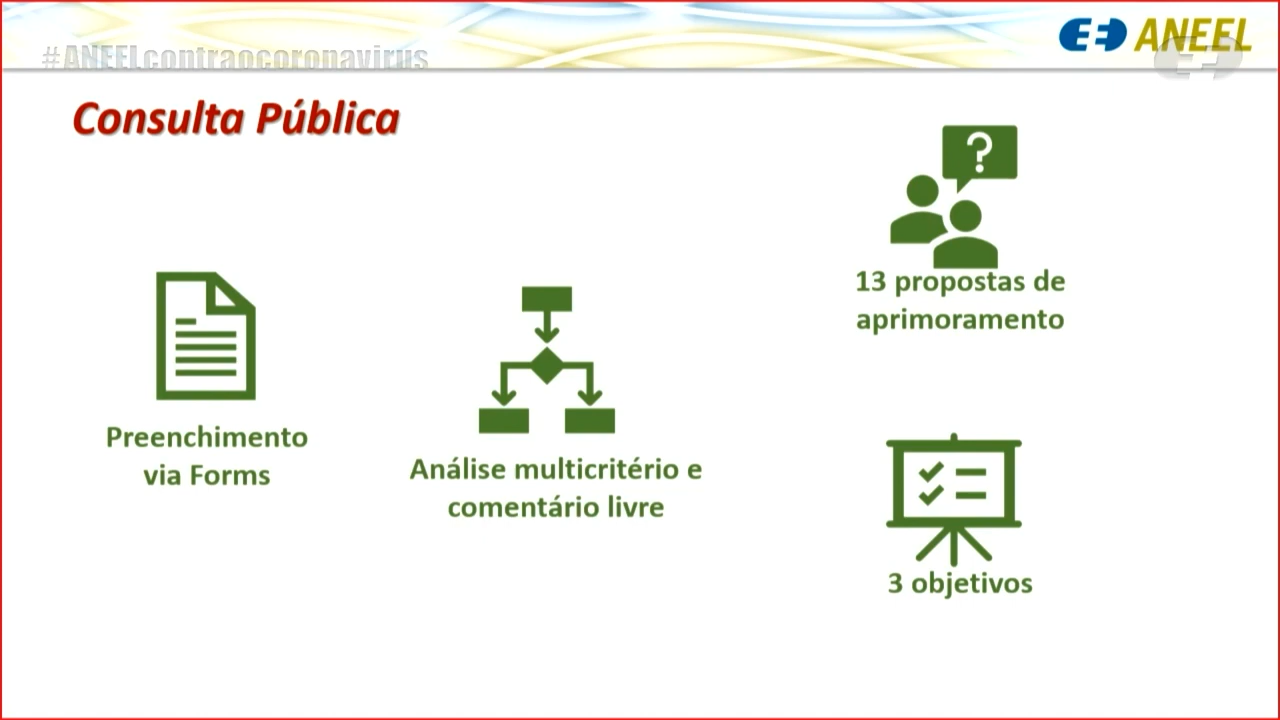 #ANEELcontraocoronavirus
ANEEL
Consulta Pública
?
13 propostas de
aprimoramento
Preenchimento
via Forms
Análise multicritério e
comentário livre
3 objetivos